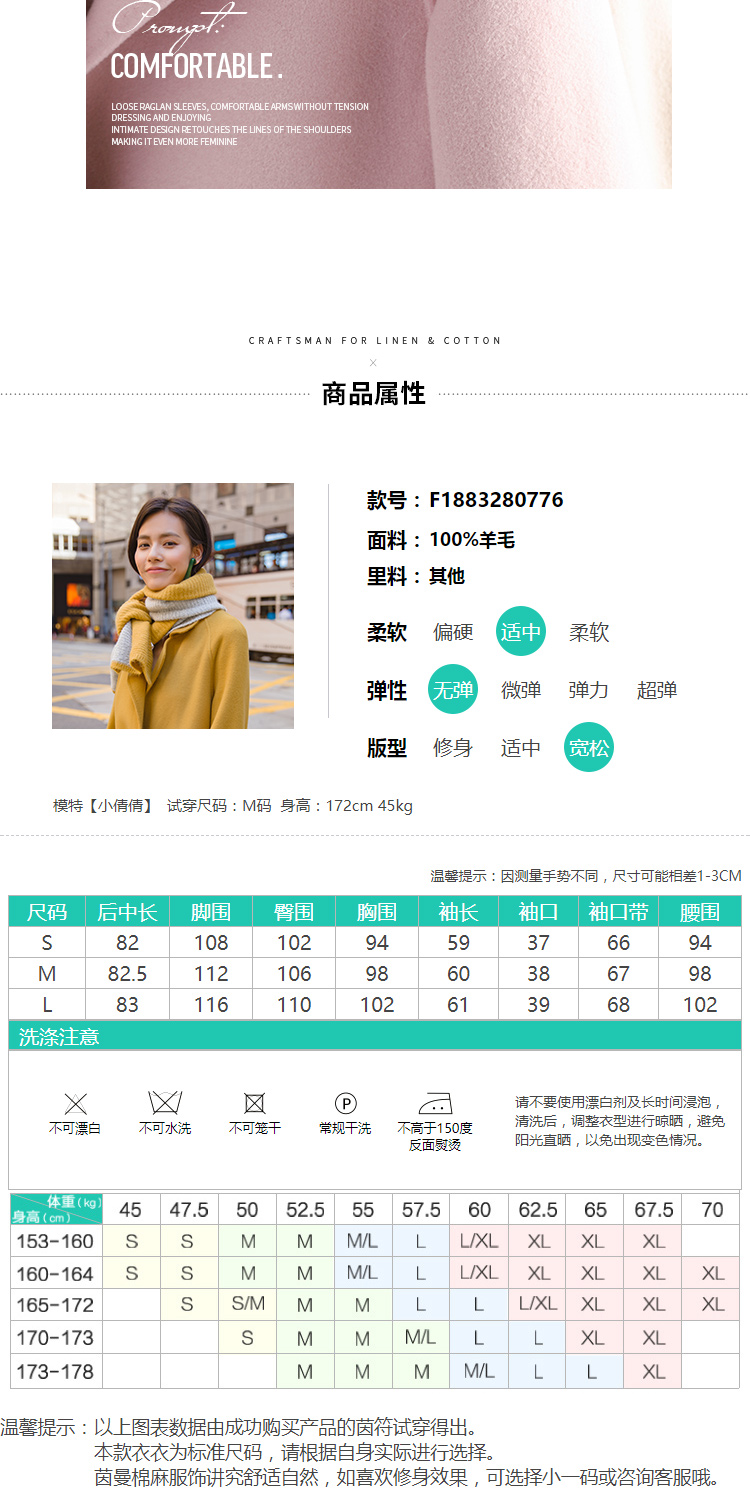 Prompt:
COMFORTABLE.
LOOSE RAGLAN SLEEVES, COMFORTABLE ARMS WITHOUT TENSION
DRESSING AND ENJOYING
INTIMATE DESIGN RETOUCHES THE LINES OF THE SHOULDERS
MAKING IT EVEN MORE FEMININE
CRAFTSMAN FOR LINEN & COTTON
×
商品属性
款号：F1883280776
面料：100%羊毛
里料：其他
柔软 偏硬 适中 柔软
弹性 无弹 微弹 弹力 超弹
版型 修身 适中 宽松
模特【小倩倩】 试穿尺码：M码 身高：172cm 45kg
温馨提示：因测量手势不同，尺寸可能相差1-3CM
尺码 后中长 脚围 臀围 胸围 袖长 袖口 袖口带 腰围
S 82 108 102 94 59 37 66 94
M 82.5 112 106 98 60 38 67 98
L 83 116 110 102 61 39 68 102
洗涤注意
P
不可漂白 不可水洗 不可笼干 常规干洗 不高于150度
反面熨烫
请不要使用漂白剂及长时间浸泡，
清洗后，调整衣型进行晾晒，避免
阳光直晒，以免出现变色情况。
体重(kg) 45 47.5 50 52.5 55 57.5 60 62.5 65 67.5 70
身高(cm)
153-160 S S M M M/L L L/XL XL XL XL
160-164 S S M M M/L L L/XL XL XL XL XL
165-172 S S/M M M L L L/XL XL XL XL
170-173 S M M M/L L L XL XL
173-178 M M M M/L L L XL
温馨提示：以上图表数据由成功购买产品的茵符试穿得出。
本款衣衣为标准尺码，请根据自身实际进行选择。
茵曼棉麻服饰讲究舒适自然，如喜欢修身效果，可选择小一码或咨询客服哦。